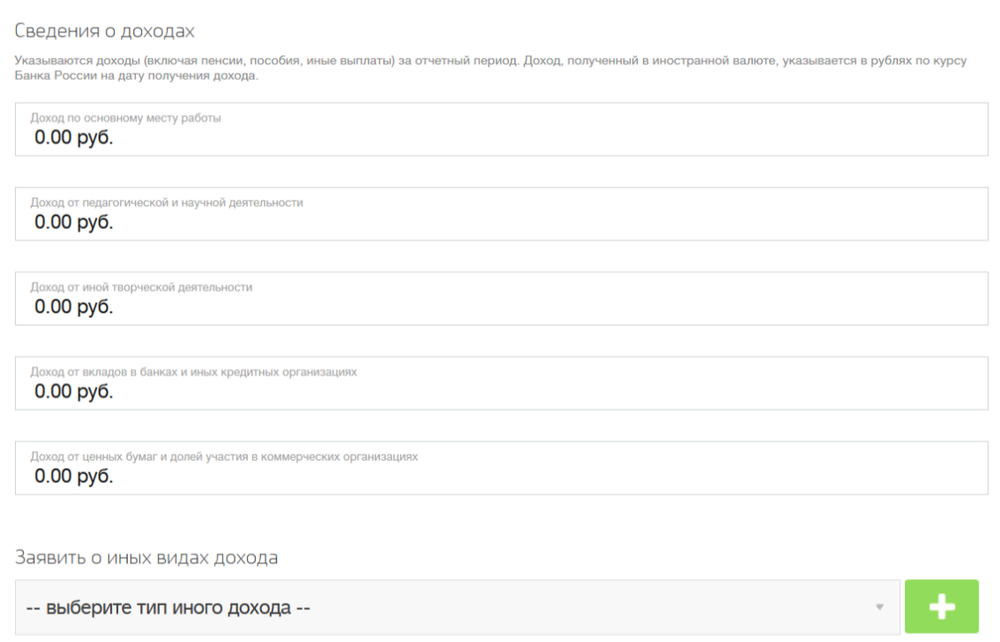 Сведения о доходах
Указываются доходы (включая пенсии, пособия, иные выплаты) за отчетный период. Доход, полученный в иностранной валюте, указывается в рублях по курсу
Банка России на дату получения дохода.
Доход по основному месту работы
0.00 руб.
Доход от педагогической и научной деятельности
0.00 руб.
Доход от иной творческой деятельности
0.00 руб.
Доход от вкладов в банках и иных кредитных организациях
0.00 руб.
Доход от ценных бумаг и долей участия в коммерческих организациях
0.00 руб.
Заявить о иных видах дохода
-- выберите тип иного дохода --